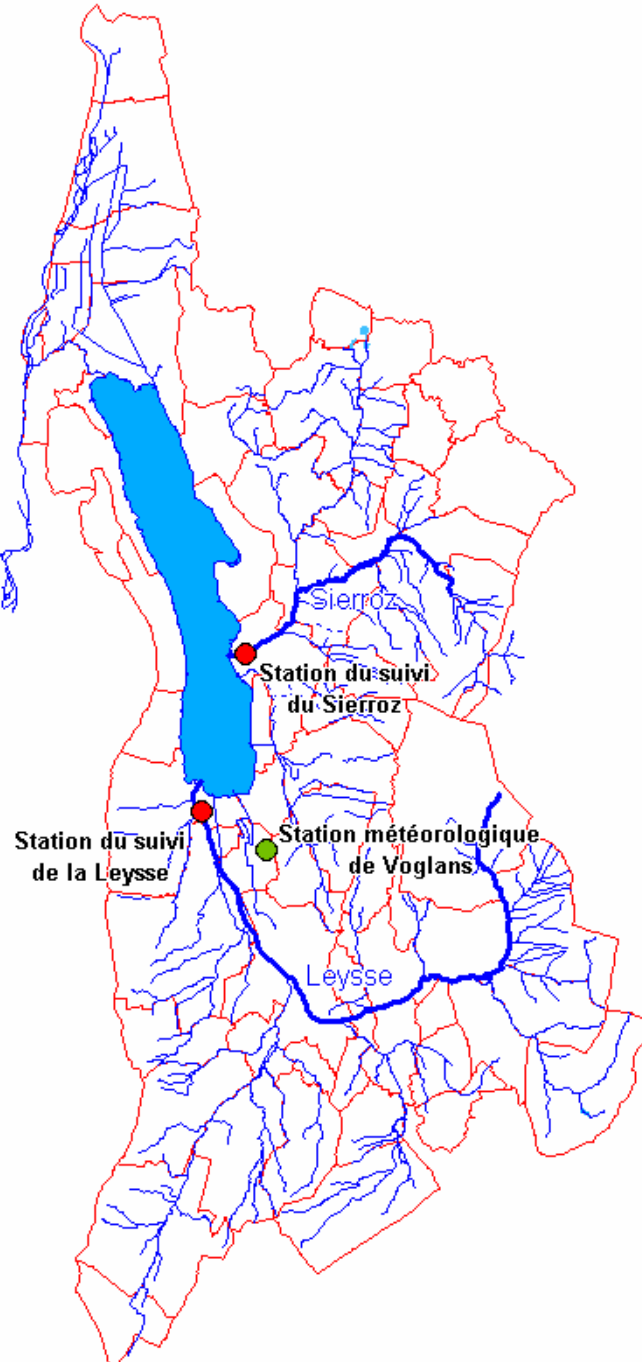 Sierroz
Station du suivi
du Sierroz
Station du suivi
de la Leysse
Station météorologique
de Voglans
Leysse